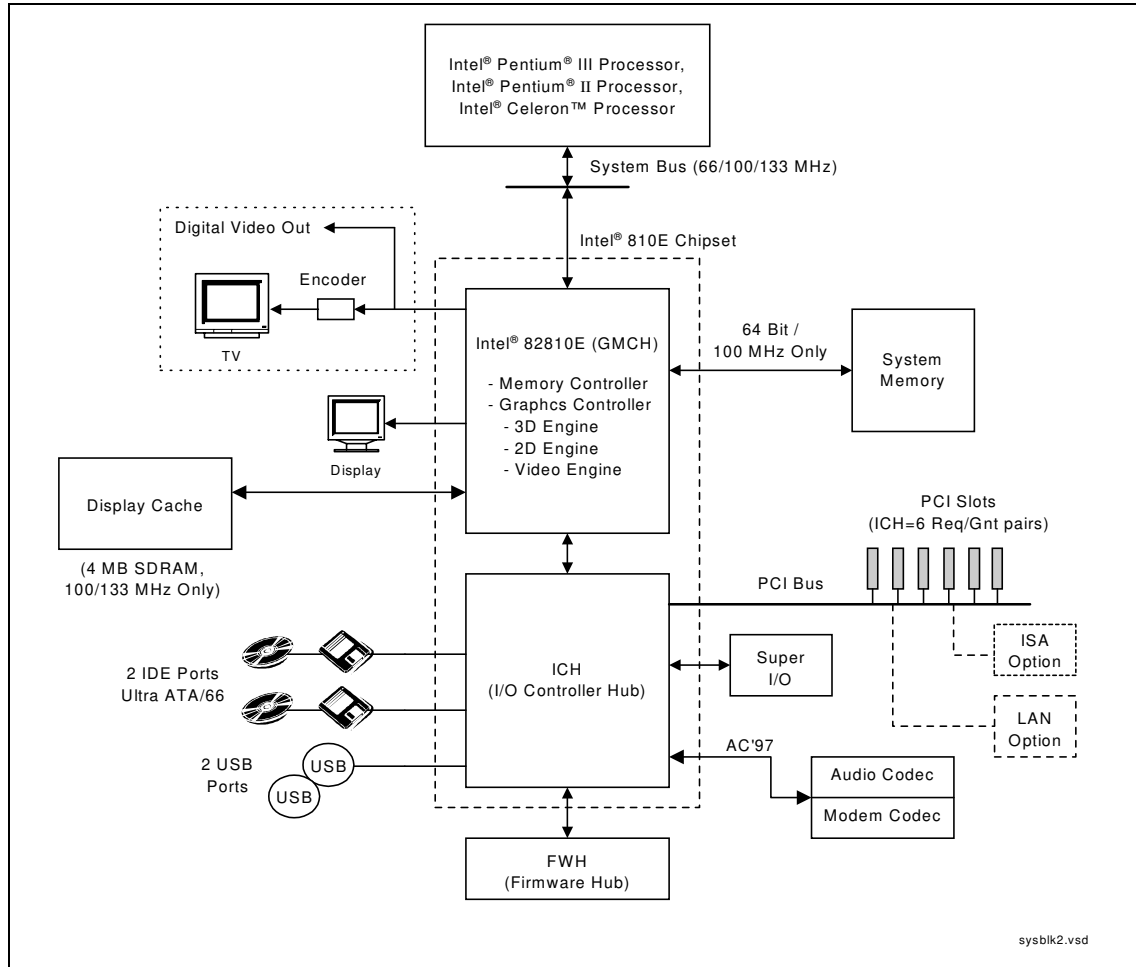 Intel® Pentium® III Processor,
Intel® Pentium® II Processor,
Intel® Celeron™ Processor
System Bus (66/100/133 MHz)
Digital Video Out
Intel® 810E Chipset
Encoder
TV
Intel® 82810E (GMCH)
- Memory Controller
- Graphcs Controller
- 3D Engine
- 2D Engine
- Video Engine
64 Bit /
100 MHz Only
System
Memory
Display
Display Cache
(4 MB SDRAM,
100/133 MHz Only)
PCI Slots
(ICH=6 Req/Gnt pairs)
PCI Bus
ISA
Option
LAN
Option
2 IDE Ports
Ultra ATA/66
ICH
(I/O Controller Hub)
Super
I/O
2 USB
Ports
USB
USB
AC'97
Audio Codec
Modem Codec
FWH
(Firmware Hub)
sysblk2.vsd